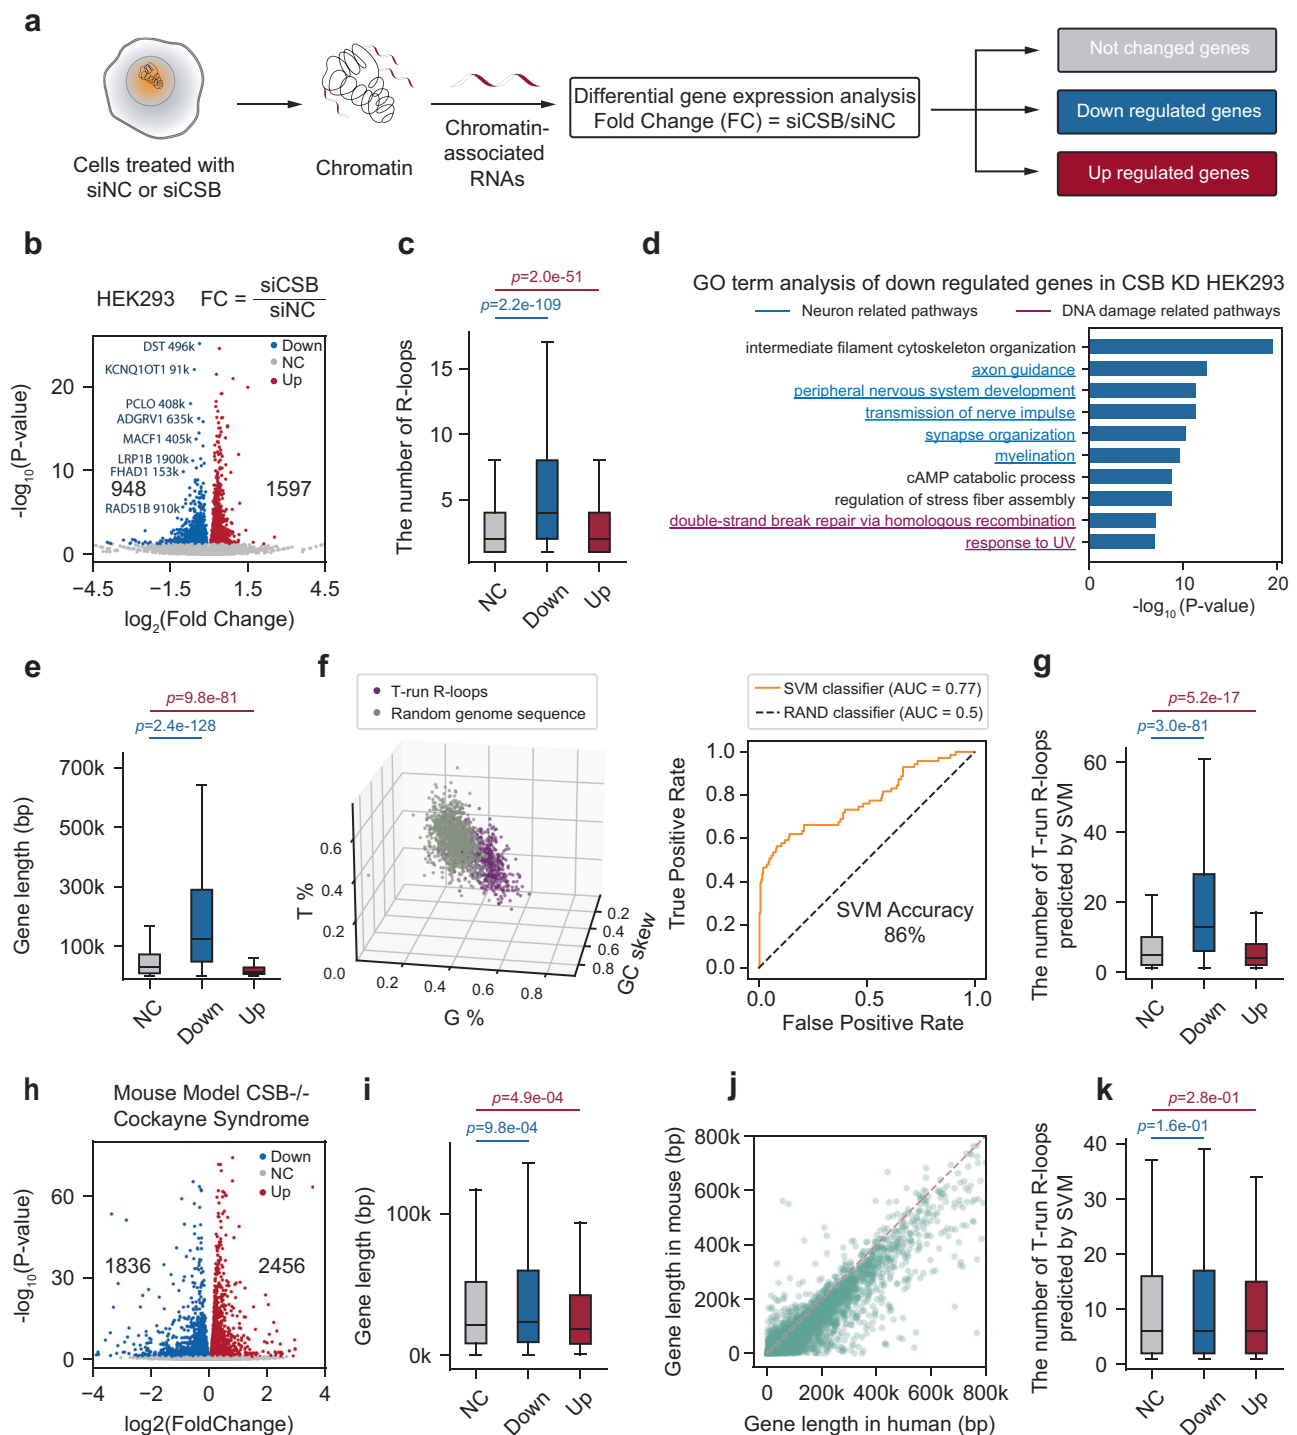 a
Cells treated with
siNC or siCSB
Chromatin
Chromatin-
associated
RNAs
Differential gene expression analysis
Fold Change (FC) = siCSB/siNC
Not changed genes
Down regulated genes
Up regulated genes
b
HEK293 FC = siCSB
siNC
DST 496k
KCNQ1OT1 91k
PCLO 408k
ADGRV1 635k
MACF1 405k
LRP1B 1900k
FHAD1 153k
RAD51B 910k
948
1597
Down
NC
Up
20
10
0
−4.5 −1.5 1.5 4.5
-log10(P-value)
log2(Fold Change)
c
p=2.0e-51
p=2.2e-109
The number of R-loops
15
10
5
NC Down Up
d
GO term analysis of down regulated genes in CSB KD HEK293
Neuron related pathways DNA damage related pathways
intermediate filament cytoskeleton organization
axon guidance
peripheral nervous system development
transmission of nerve impulse
synapse organization
myelination
cAMP catabolic process
regulation of stress fiber assembly
double-strand break repair via homologous recombination
response to UV
0 10 20
-log10 (P-value)
e
p=9.8e-81
p=2.4e-128
Gene length (bp)
700k
500k
300k
100k
NC Down Up
f
T-run R-loops
Random genome sequence
T %
0.6
0.4
0.2
0.0
0.2 0.4 0.6 0.8
G %
0.2
0.4
0.6
0.8
GC skew
SVM classifier (AUC = 0.77)
RAND classifier (AUC = 0.5)
True Positive Rate
1.0
0.8
0.6
0.4
0.2
0.0
SVM Accuracy
86%
0.0 0.5 1.0
False Positive Rate
g
p=5.2e-17
p=3.0e-81
The number of T-run R-loops
predicted by SVM
60
40
20
0
NC Down Up
h
Mouse Model CSB-/-
Cockayne Syndrome
Down
NC
Up
1836
2456
-log10(P-value)
60
30
0
−4 −2 0 2 4
log2(FoldChange)
i
p=4.9e-04
p=9.8e-04
Gene length (bp)
100k
0k
NC Down Up
j
Gene length in mouse (bp)
800k
600k
400k
200k
0
0 200k 400k 600k 800k
Gene length in human (bp)
k
p=2.8e-01
p=1.6e-01
The number of T-run R-loops
predicted by SVM
40
30
20
10
0
NC Down Up